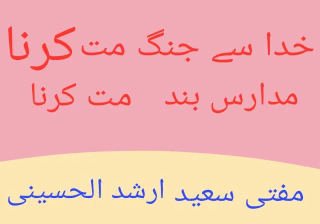 خدا سے جنگ مت کرنا
مدارس بند مت کرنا
مفتی سعید ارشد الحسینی